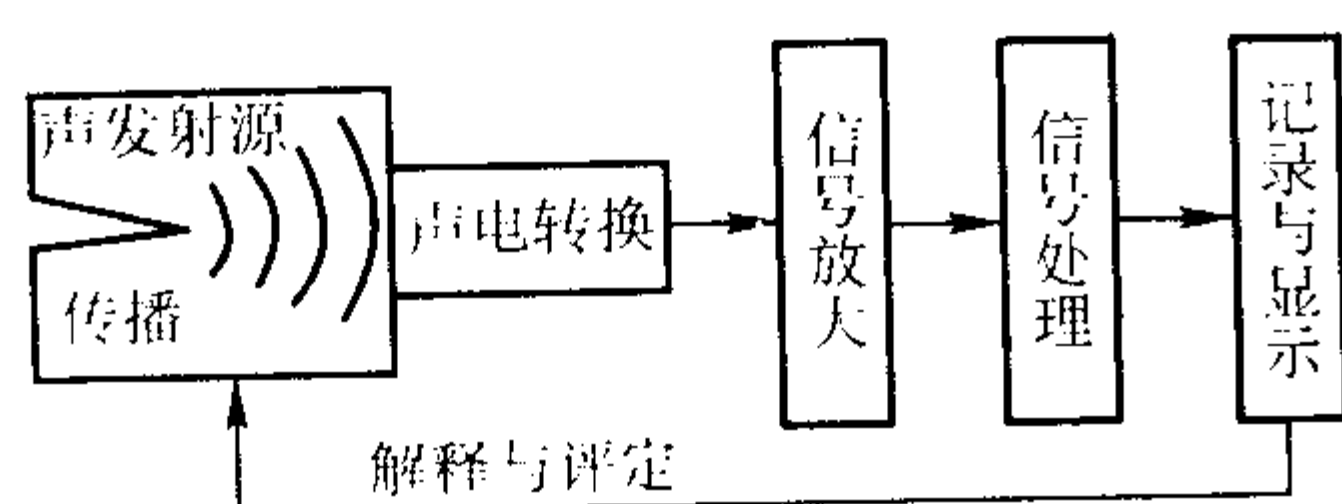 声发射源
传播
声电转换
信号放大
信号处理
记录与显示
解释与评定